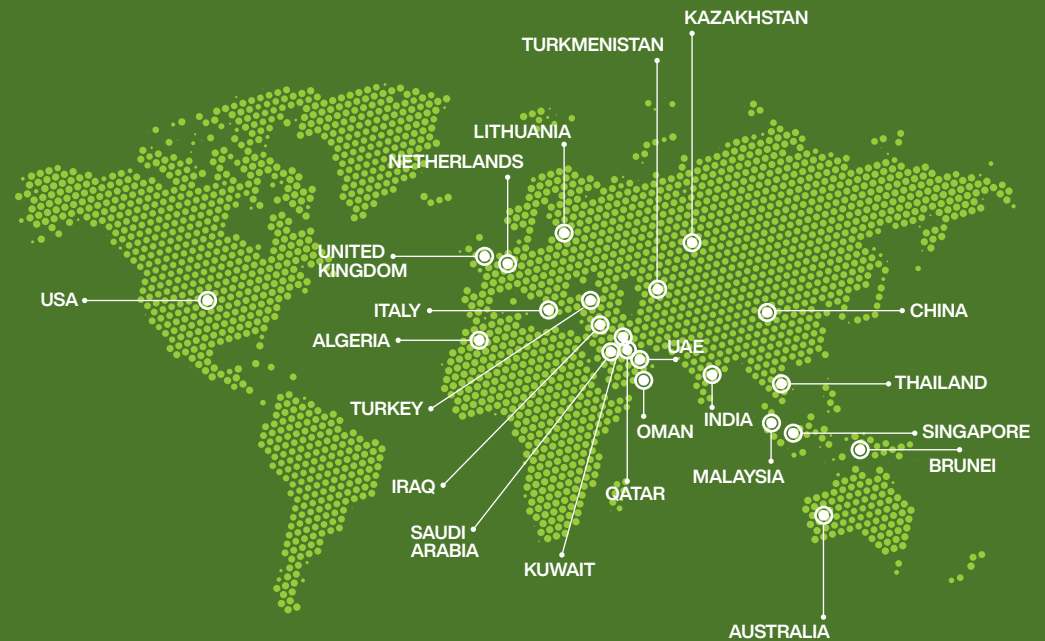 KAZAKHSTAN
TURKMENISTAN
LITHUANIA
NETHERLANDS
UNITED
KINGDOM
USA
ITALY
CHINA
ALGERIA
UAE
THAILAND
TURKEY
INDIA
OMAN
SINGAPORE
BRUNEI
MALAYSIA
IRAQ
QATAR
SAUDI
ARABIA
KUWAIT
AUSTRALIA